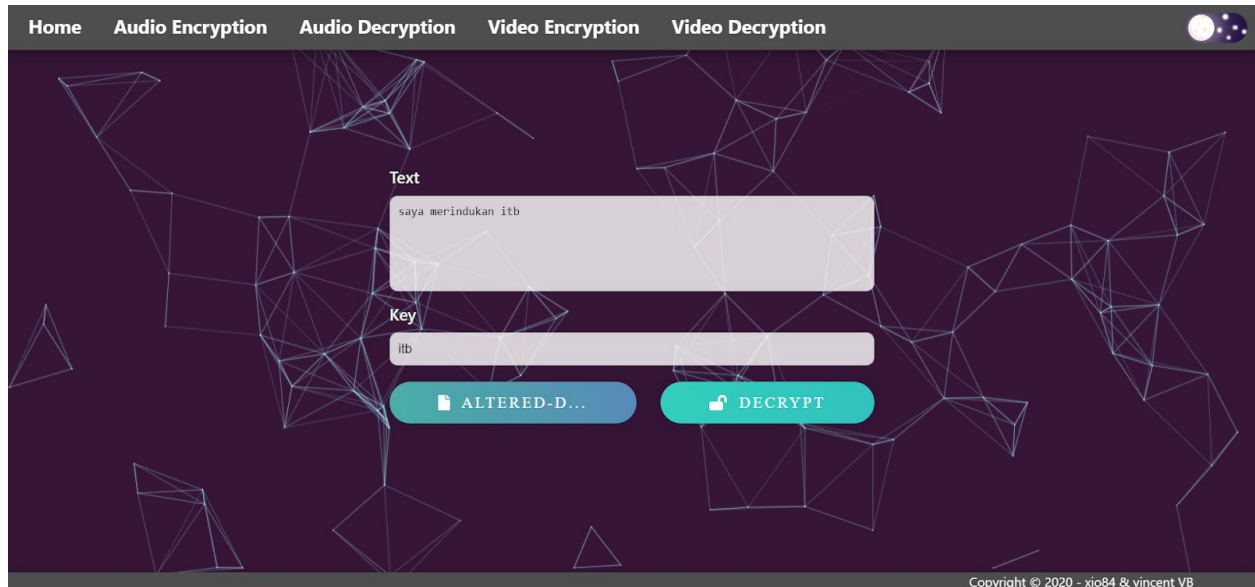 Home Audio Encryption Audio Decryption Video Encryption Video Decryption
Text
saya merindukan itb
Key
itb
ALTERED-D... DECRYPT
Copyright © 2020 - xio84 & vincent VB